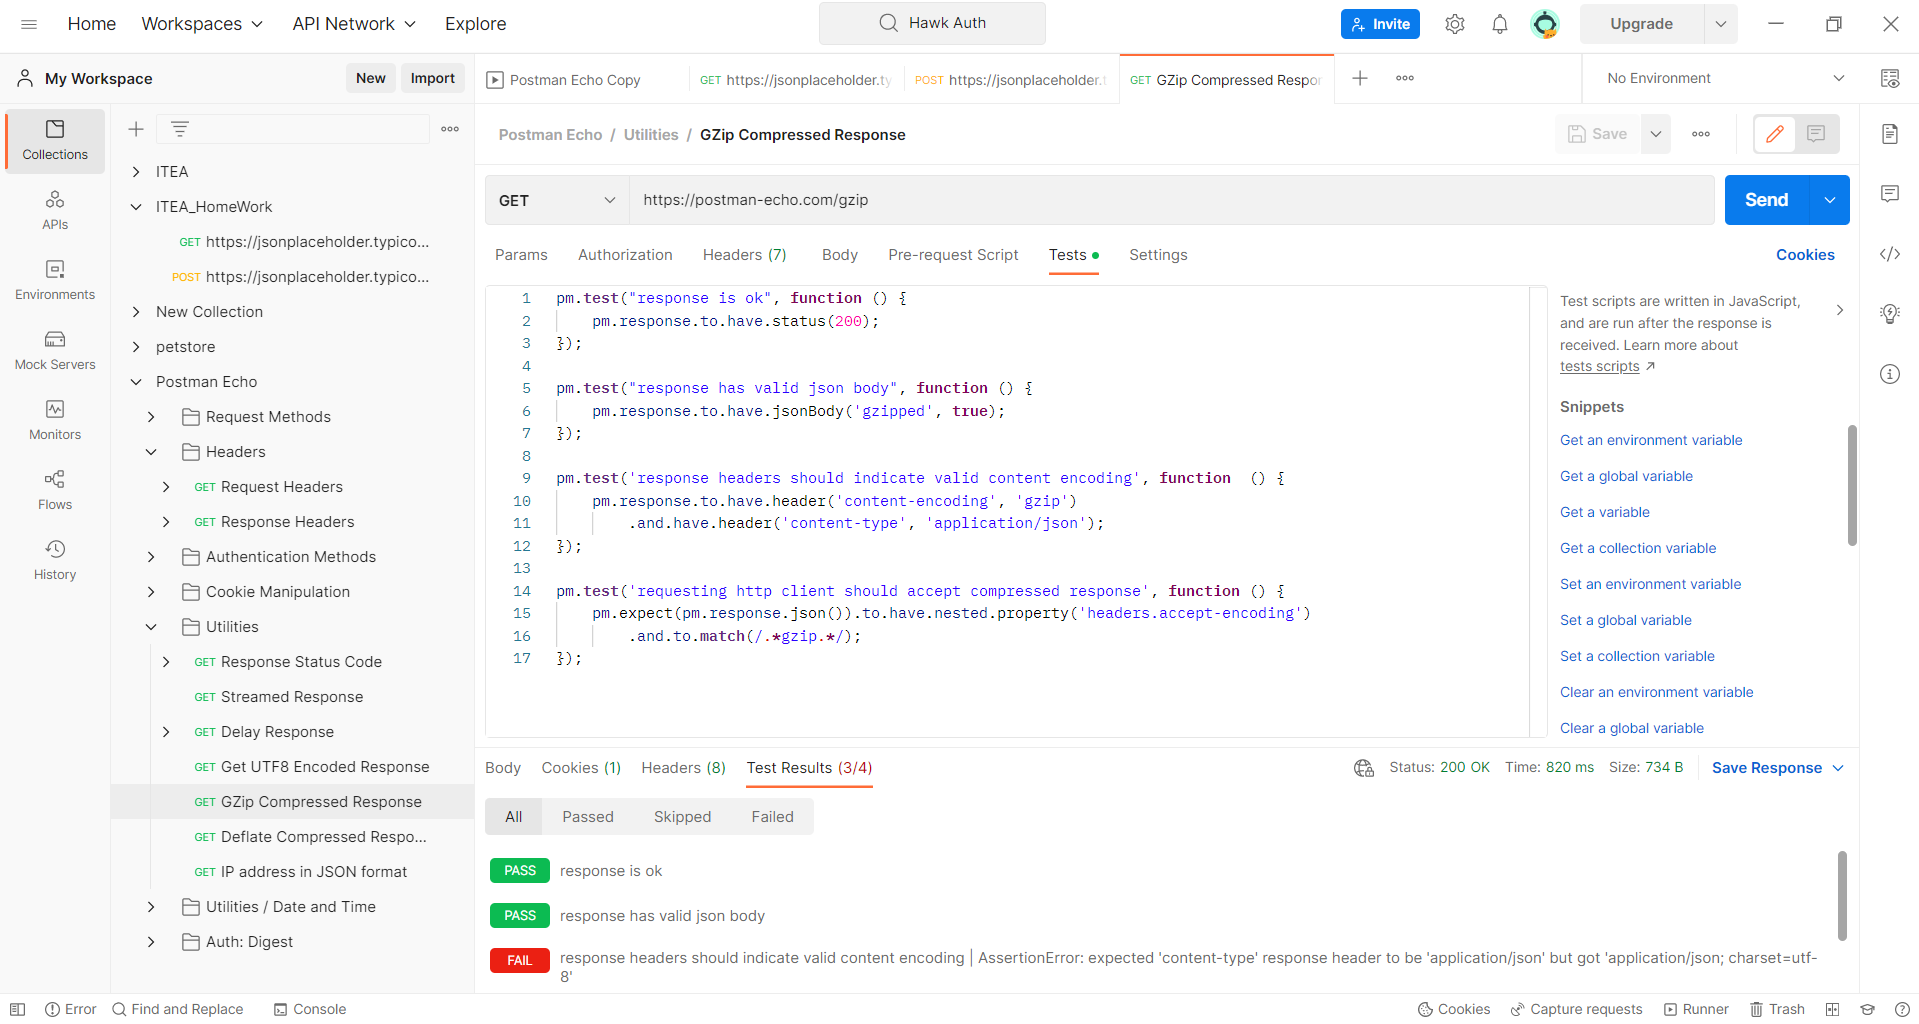 Home Workspaces API Network Explore Hawk Auth Invite Upgrade
My Workspace New Import
Postman Echo Copy GET https://jsonplaceholder.ty POST https://jsonplaceholder. GET GZip Compressed Respon No Environment
Collections
APIs
Environments
Mock Servers
Monitors
Flows
History
ITEA
ITEA_HomeWork
GET https://jsonplaceholder.typico...
POST https://jsonplaceholder.typico...
New Collection
petstore
Postman Echo
Request Methods
Headers
GET Request Headers
GET Response Headers
Authentication Methods
Cookie Manipulation
Utilities
GET Response Status Code
GET Streamed Response
GET Delay Response
GET Get UTF8 Encoded Response
GET GZip Compressed Response
GET Deflate Compressed Respo...
GET IP address in JSON format
Utilities / Date and Time
Auth: Digest
Postman Echo / Utilities / GZip Compressed Response Save
GET https://postman-echo.com/gzip Send
Params Authorization Headers (7) Body Pre-request Script Tests Settings Cookies
1 pm.test("response is ok", function () {
2 pm.response.to.have.status(200);
3 });
4
5 pm.test("response has valid json body", function () {
6 pm.response.to.have.jsonBody('gzipped', true);
7 });
8
9 pm.test('response headers should indicate valid content encoding', function  () {
10 pm.response.to.have.header('content-encoding', 'gzip')
11 .and.have.header('content-type', 'application/json');
12 });
13
14 pm.test('requesting http client should accept compressed response', function () {
15 pm.expect(pm.response.json()).to.have.nested.property('headers.accept-encoding')
16 .and.to.match(/.*gzip.*/);
17 });
Test scripts are written in JavaScript,
and are run after the response is
received. Learn more about
tests scripts
Snippets
Get an environment variable
Get a global variable
Get a variable
Get a collection variable
Set an environment variable
Set a global variable
Set a collection variable
Clear an environment variable
Clear a global variable
Body Cookies (1) Headers (8) Test Results (3/4) Status: 200 OK Time: 820 ms Size: 734 B Save Response
All Passed Skipped Failed
PASS response is ok
PASS response has valid json body
FAIL response headers should indicate valid content encoding | AssertionError: expected 'content-type' response header to be 'application/json' but got 'application/json; charset=utf-
8'
Error Find and Replace Console Cookies Capture requests Runner Trash